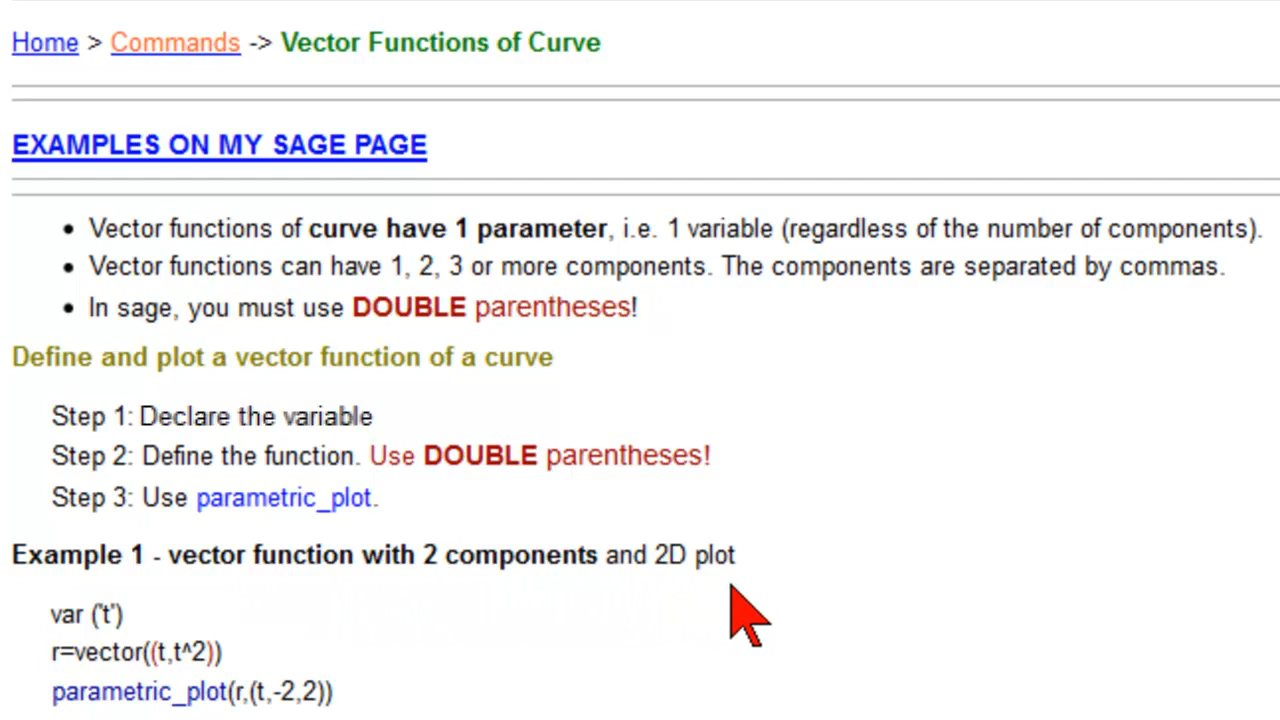 Home > Commands -> Vector Functions of Curve
EXAMPLES ON MY SAGE PAGE
• Vector functions of curve have 1 parameter, i.e. 1 variable (regardless of the number of components).
• Vector functions can have 1, 2, 3 or more components. The components are separated by commas.
• In sage, you must use DOUBLE parentheses!
Define and plot a vector function of a curve
Step 1: Declare the variable
Step 2: Define the function. Use DOUBLE parentheses!
Step 3: Use parametric_plot.
Example 1 - vector function with 2 components and 2D plot
var ('t')
r=vector((t,t^2))
parametric_plot(r,(t,-2,2))